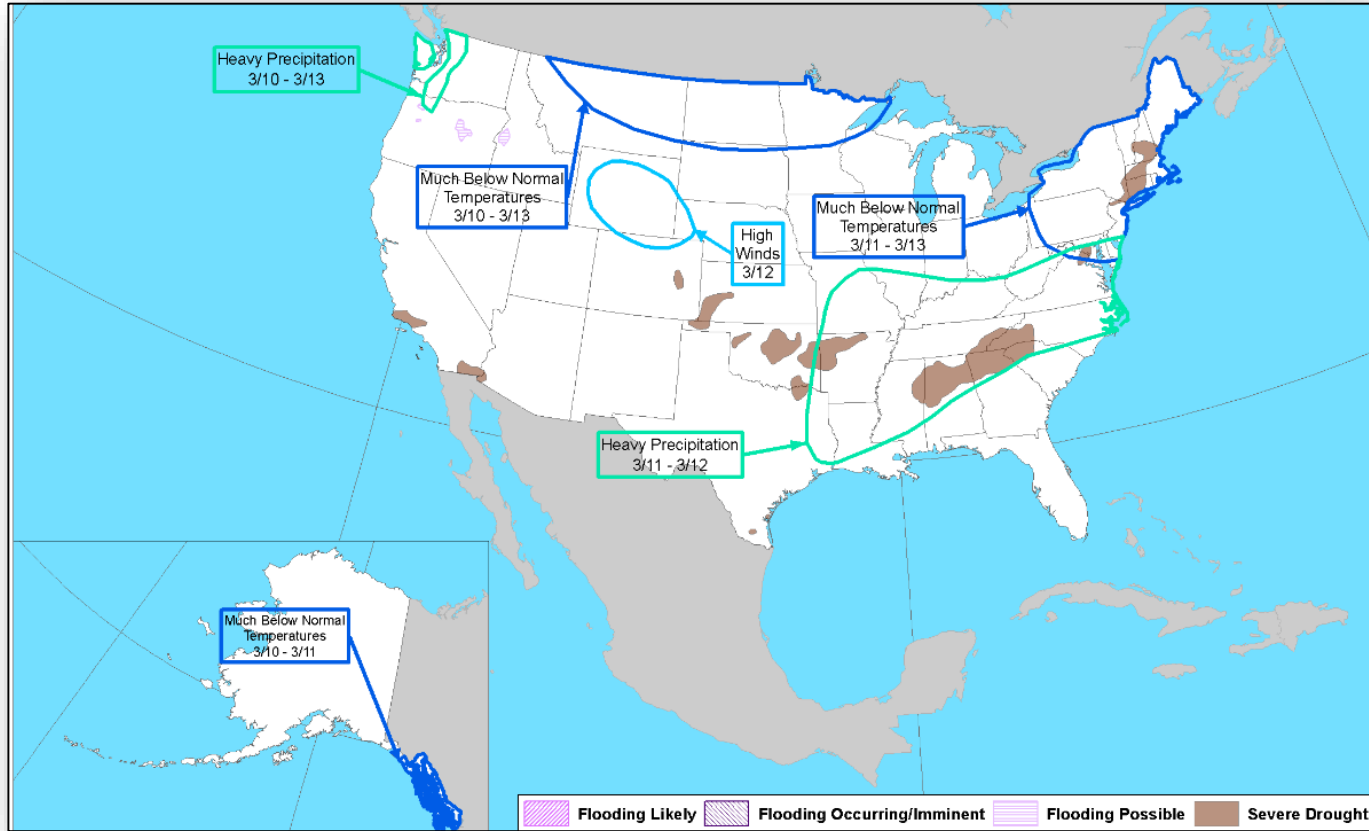 Heavy Precipitation
3/10 - 3/13
Much Below Normal
Temperatures
3/10 - 3/13
High
Winds
3/12
Much Below Normal
Temperatures
3/11 - 3/13
Heavy Precipitation
3/11 - 3/12
Much Below Normal
Temperatures
3/10 - 3/11
Flooding Likely
Flooding Occurring/Imminent
Flooding Possible
Severe Drought